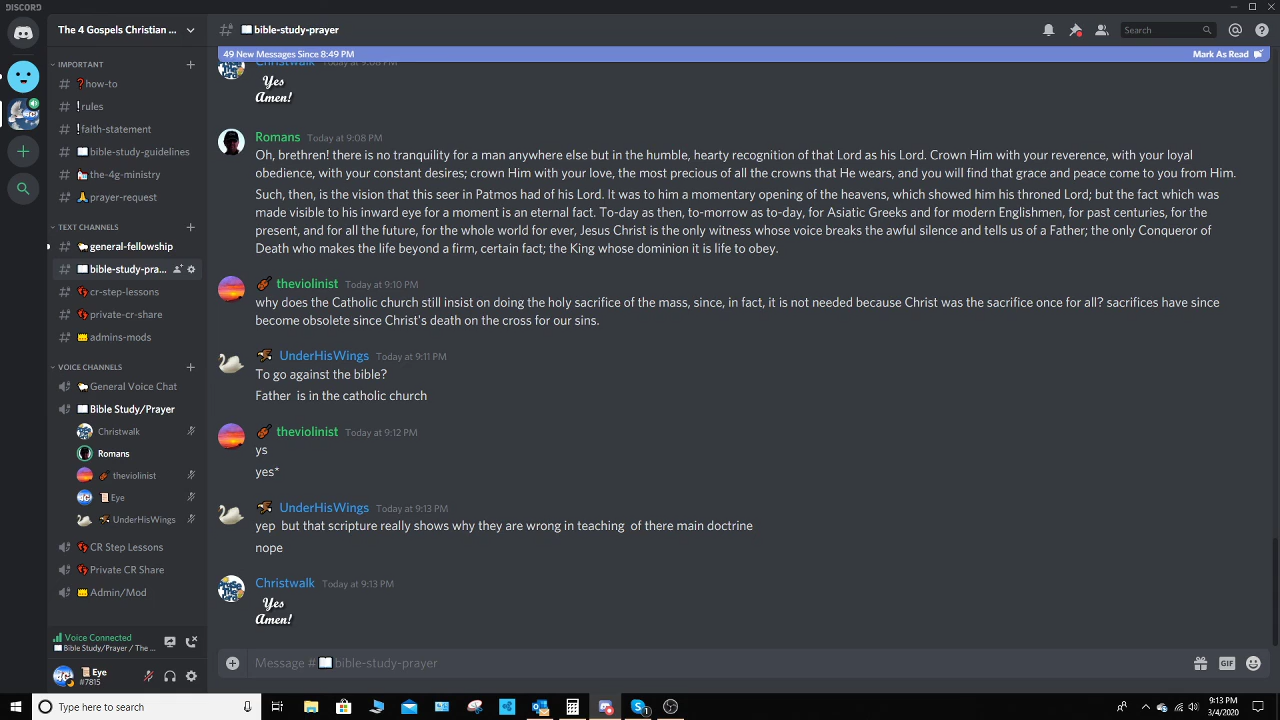 DISCORD
The 4 Gospels Christian ...
IMPORTANT
how-to
rules
faith-statement
bible-study-guidelines
the-4g-ministry
prayer-request
TEXT CHANNELS
general-fellowship
bible-study-pra...
cr-step-lessons
private-cr-share
admins-mods
VOICE CHANNELS
General Voice Chat
Bible Study/Prayer
Christwalk
Romans
theviolinist
Eye
UnderHisWings
CR Step Lessons
Private CR Share
Admin/Mod
Voice Connected
Bible Study/Prayer / The ...
Eye
#7815
bible-study-prayer
Search
49 New Messages Since 8:49 PM
Mark As Read
Christwalk Today at 9:08 PM
Yes
Amen!
Romans Today at 9:08 PM
Oh, brethren! there is no tranquility for a man anywhere else but in the humble, hearty recognition of that Lord as his Lord. Crown Him with your reverence, with your loyal
obedience, with your constant desires; crown Him with your love, the most precious of all the crowns that He wears, and you will find that grace and peace come to you from Him.
Such, then, is the vision that this seer in Patmos had of his Lord. It was to him a momentary opening of the heavens, which showed him his throned Lord; but the fact which was
made visible to his inward eye for a moment is an eternal fact. To-day as then, to-morrow as to-day, for Asiatic Greeks and for modern Englishmen, for past centuries, for the
present, and for all the future, for the whole world for ever, Jesus Christ is the only witness whose voice breaks the awful silence and tells us of a Father; the only Conqueror of
Death who makes the life beyond a firm, certain fact; the King whose dominion it is life to obey.
theviolinist Today at 9:10 PM
why does the Catholic church still insist on doing the holy sacrifice of the mass, since, in fact, it is not needed because Christ was the sacrifice once for all? sacrifices have since
become obsolete since Christ's death on the cross for our sins.
UnderHisWings Today at 9:11 PM
To go against the bible?
Father is in the catholic church
theviolinist Today at 9:12 PM
ys
yes*
UnderHisWings Today at 9:13 PM
yep but that scripture really shows why they are wrong in teaching of there main doctrine
nope
Christwalk Today at 9:13 PM
Yes
Amen!
Message # bible-study-prayer
GIF
Type here to search
9:13 PM
3/4/2020